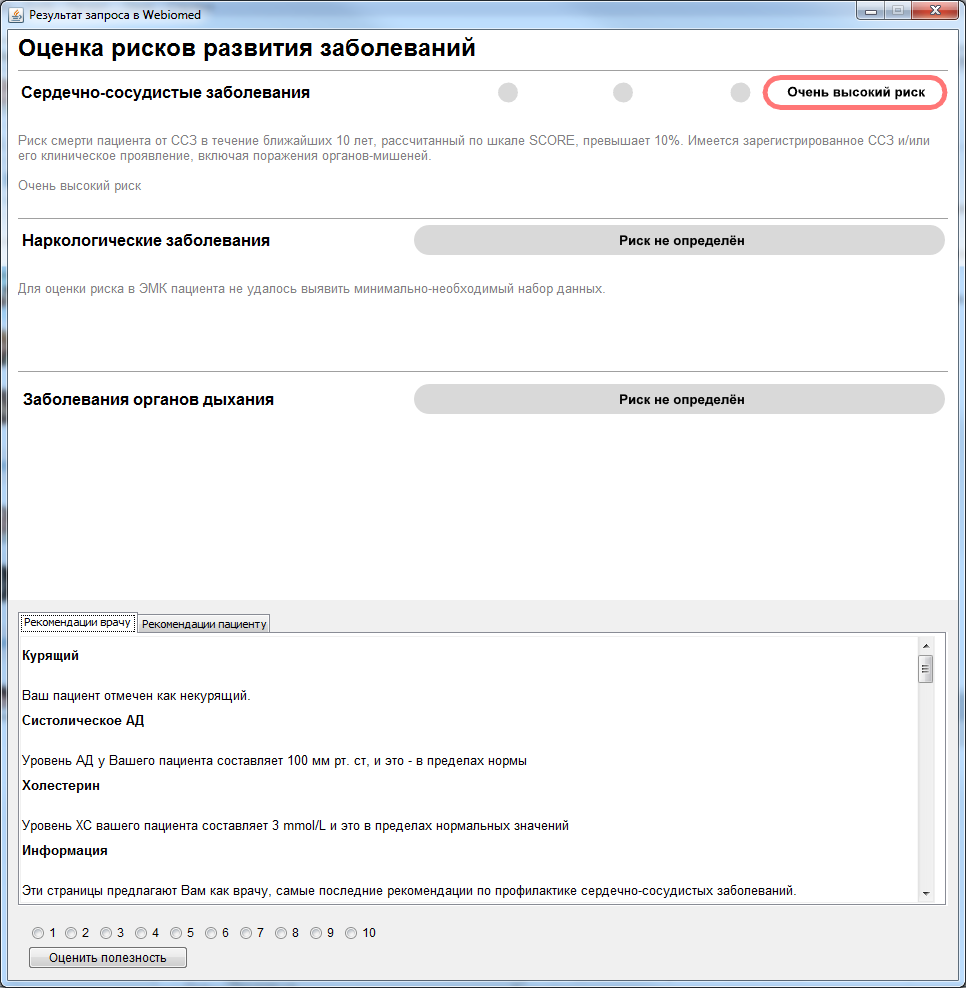 Результат запроса в Webiomed
Оценка рисков развития заболеваний
Сердечно-сосудистые заболевания
Очень высокий риск
Риск смерти пациента от ССЗ в течение ближайших 10 лет, рассчитанный по шкале SCORE, превышает 10%. Имеется зарегистрированное ССЗ и/или
его клиническое проявление, включая поражения органов-мишеней.
Очень высокий риск
Наркологические заболевания
Риск не определён
Для оценки риска в ЭМК пациента не удалось выявить минимально-необходимый набор данных.
Заболевания органов дыхания
Риск не определён
Рекомендации врачу
Рекомендации пациенту
Курящий
Ваш пациент отмечен как некурящий.
Систолическое АД
Уровень АД у Вашего пациента составляет 100 мм рт. ст, и это - в пределах нормы
Холестерин
Уровень ХС вашего пациента составляет 3 mmol/L и это в пределах нормальных значений
Информация
Эти страницы предлагают Вам как врачу, самые последние рекомендации по профилактике сердечно-сосудистых заболеваний.
1 2 3 4 5 6 7 8 9 10
Оценить полезность